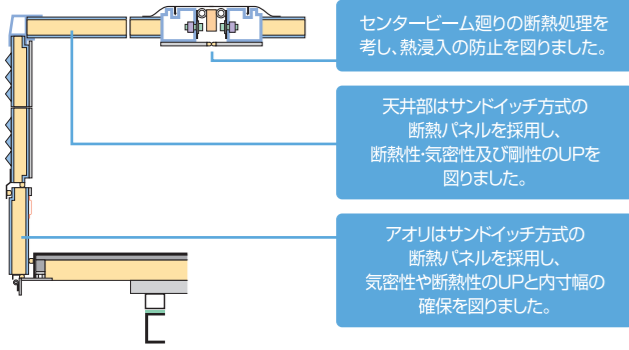 センタービーム廻りの断熱処理を
考し、熱浸入の防止を図りました。
天井部はサンドイッチ方式の
断熱パネルを採用し、
断熱性・気密性及び剛性のUPを
図りました。
アオリはサンドイッチ方式の
断熱パネルを採用し、
気密性や断熱性のUPと内寸幅の
確保を図りました。